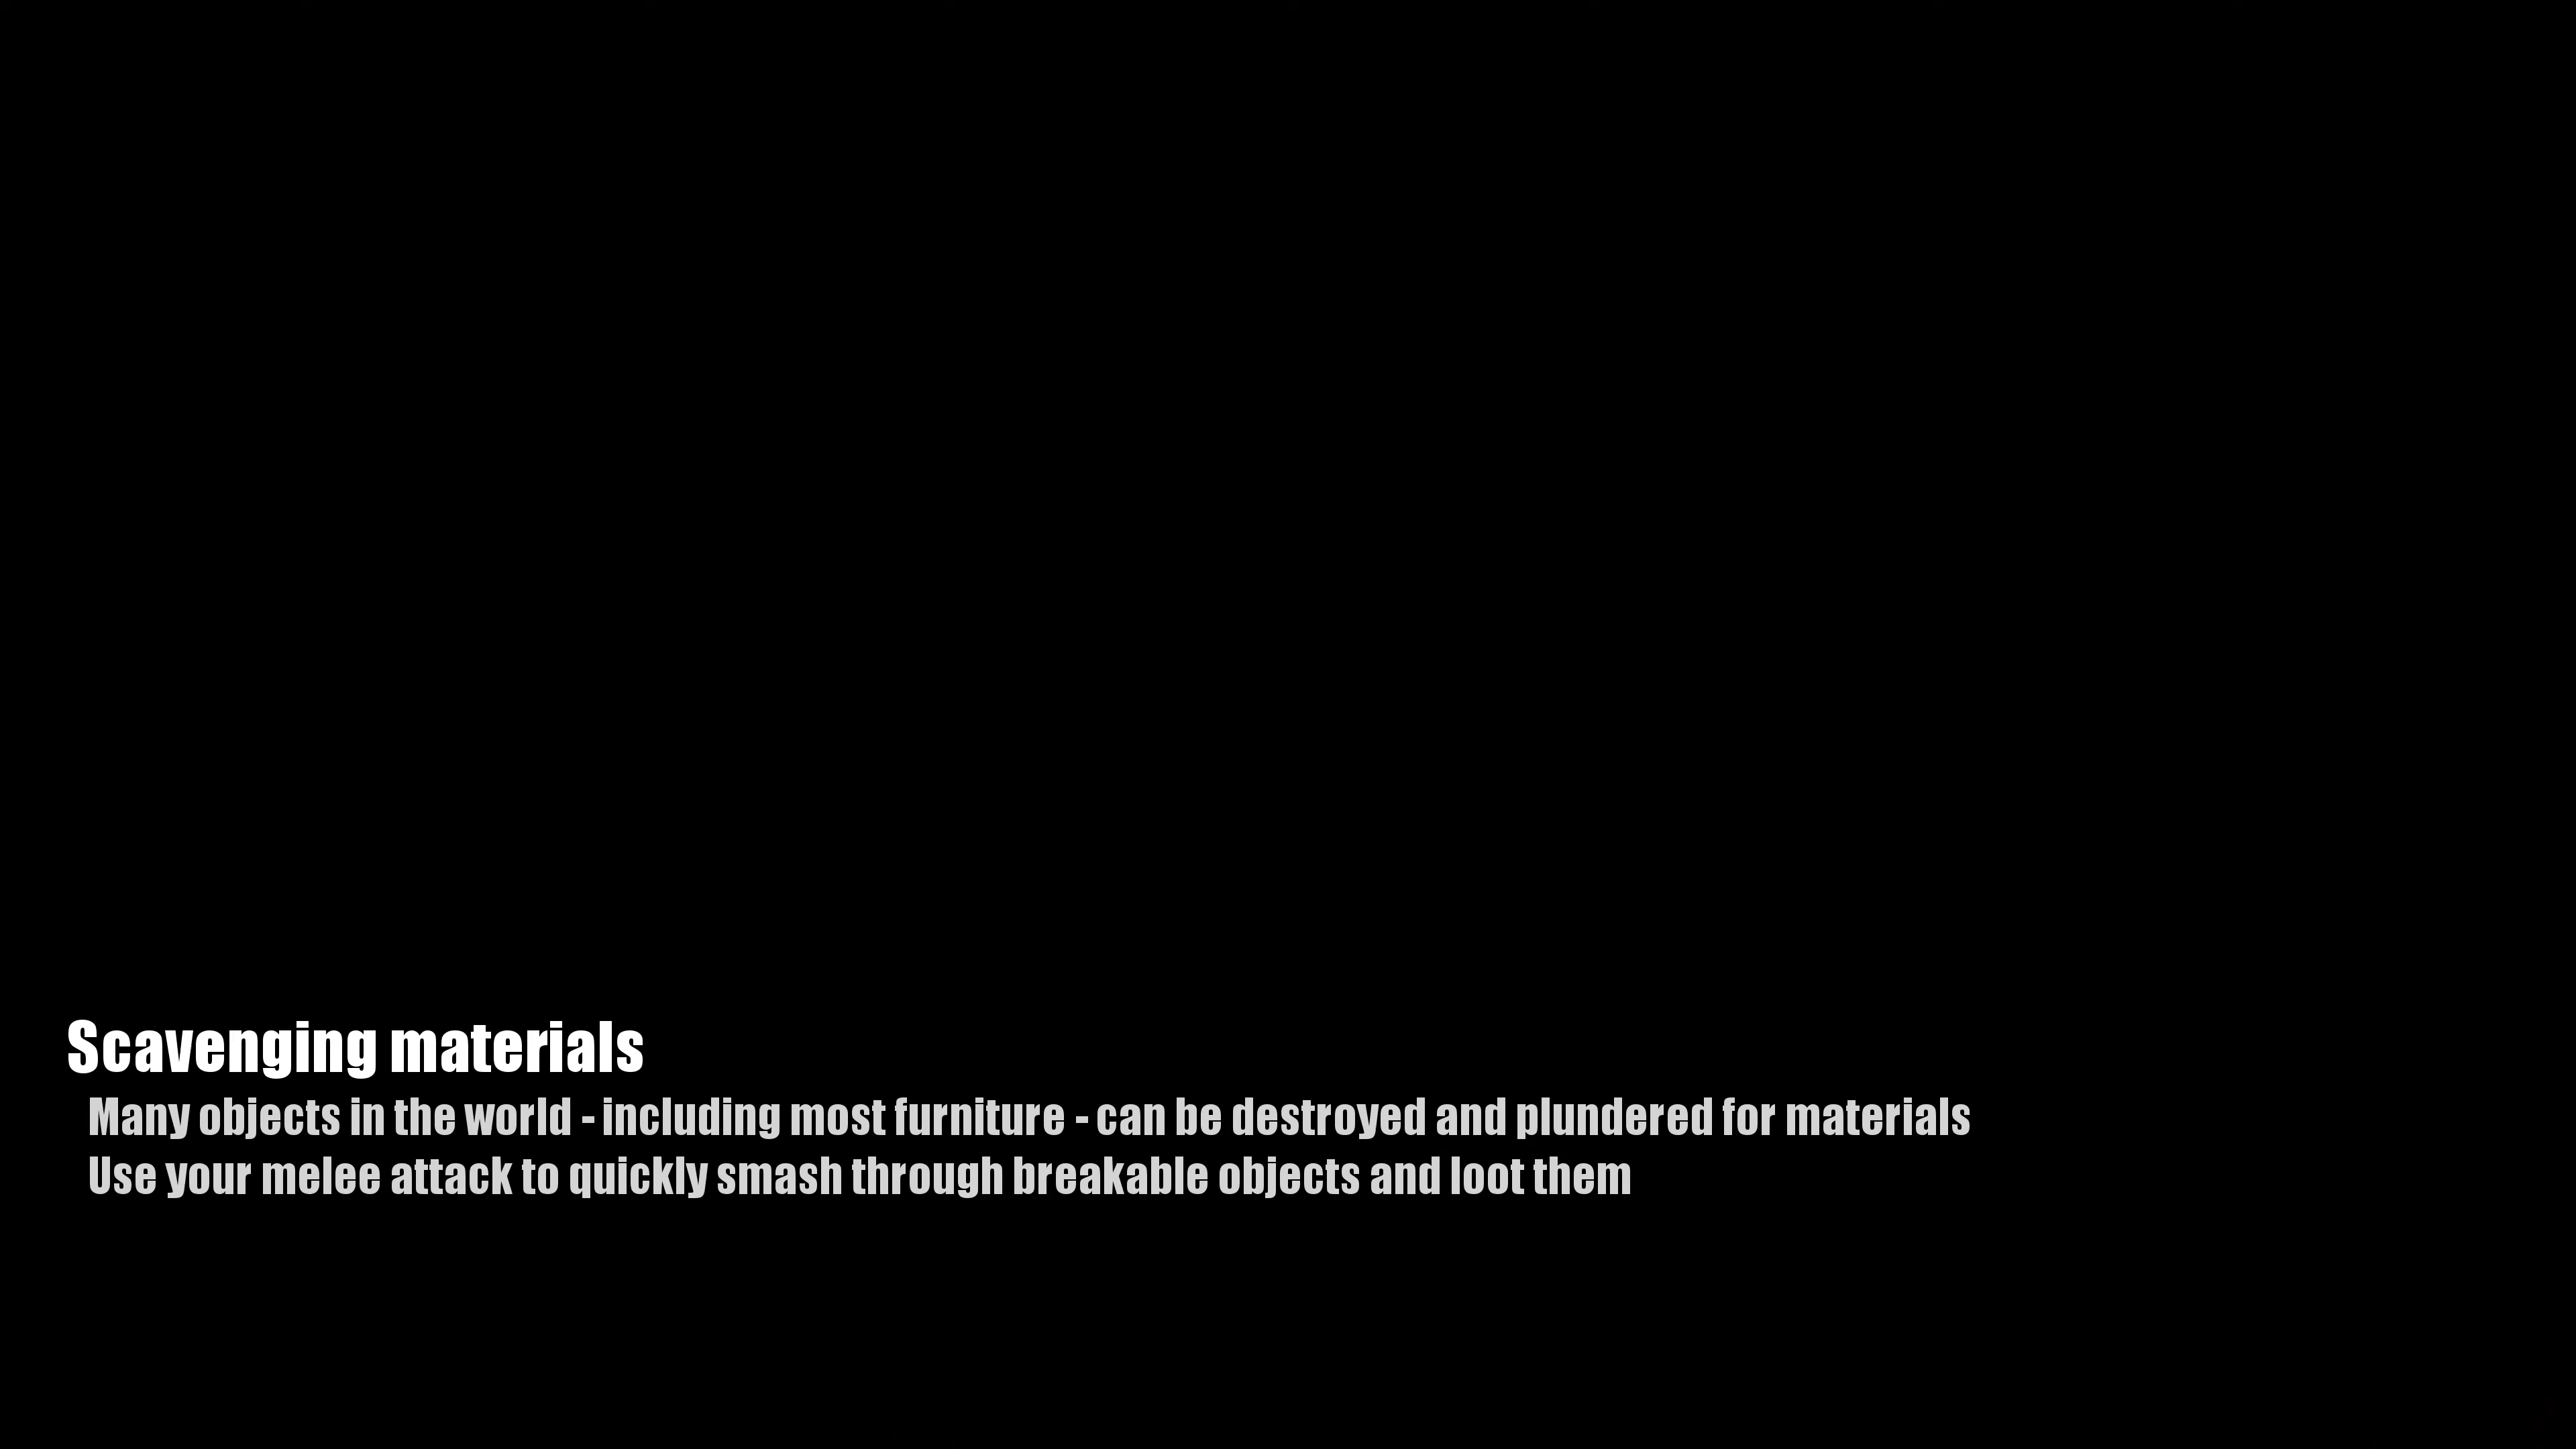 Scavenging materials
Many objects in the world - including most furniture - can be destroyed and plundered for materials
Use your melee attack to quickly smash through breakable objects and loot them